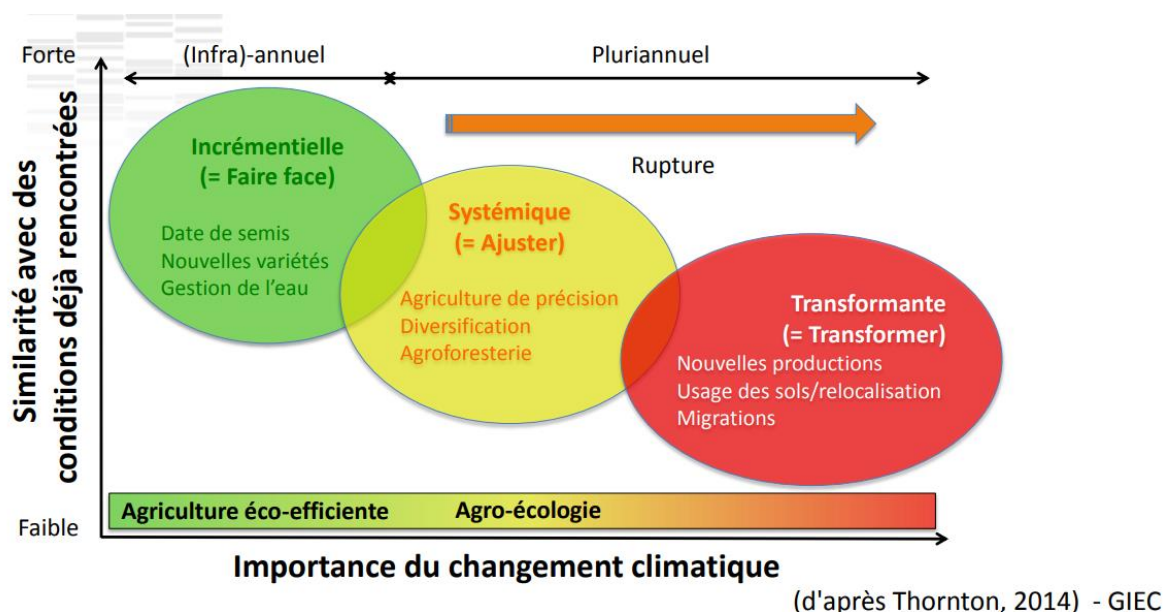 Forte
(Infra)-annuel
Pluriannuel
Similarité avec des
conditions déjà rencontrées
Incrémentielle
(= Faire face)
Date de semis
Nouvelles variétés
Gestion de l'eau
Rupture
Systémique
(= Ajuster)
Agriculture de précision
Diversification
Agroforesterie
Transformante
(= Transformer)
Nouvelles productions
Usage des sols/relocalisation
Migrations
Agriculture éco-efficiente
Agro-écologie
Faible
Importance du changement climatique
(d'après Thornton, 2014) - GIEC